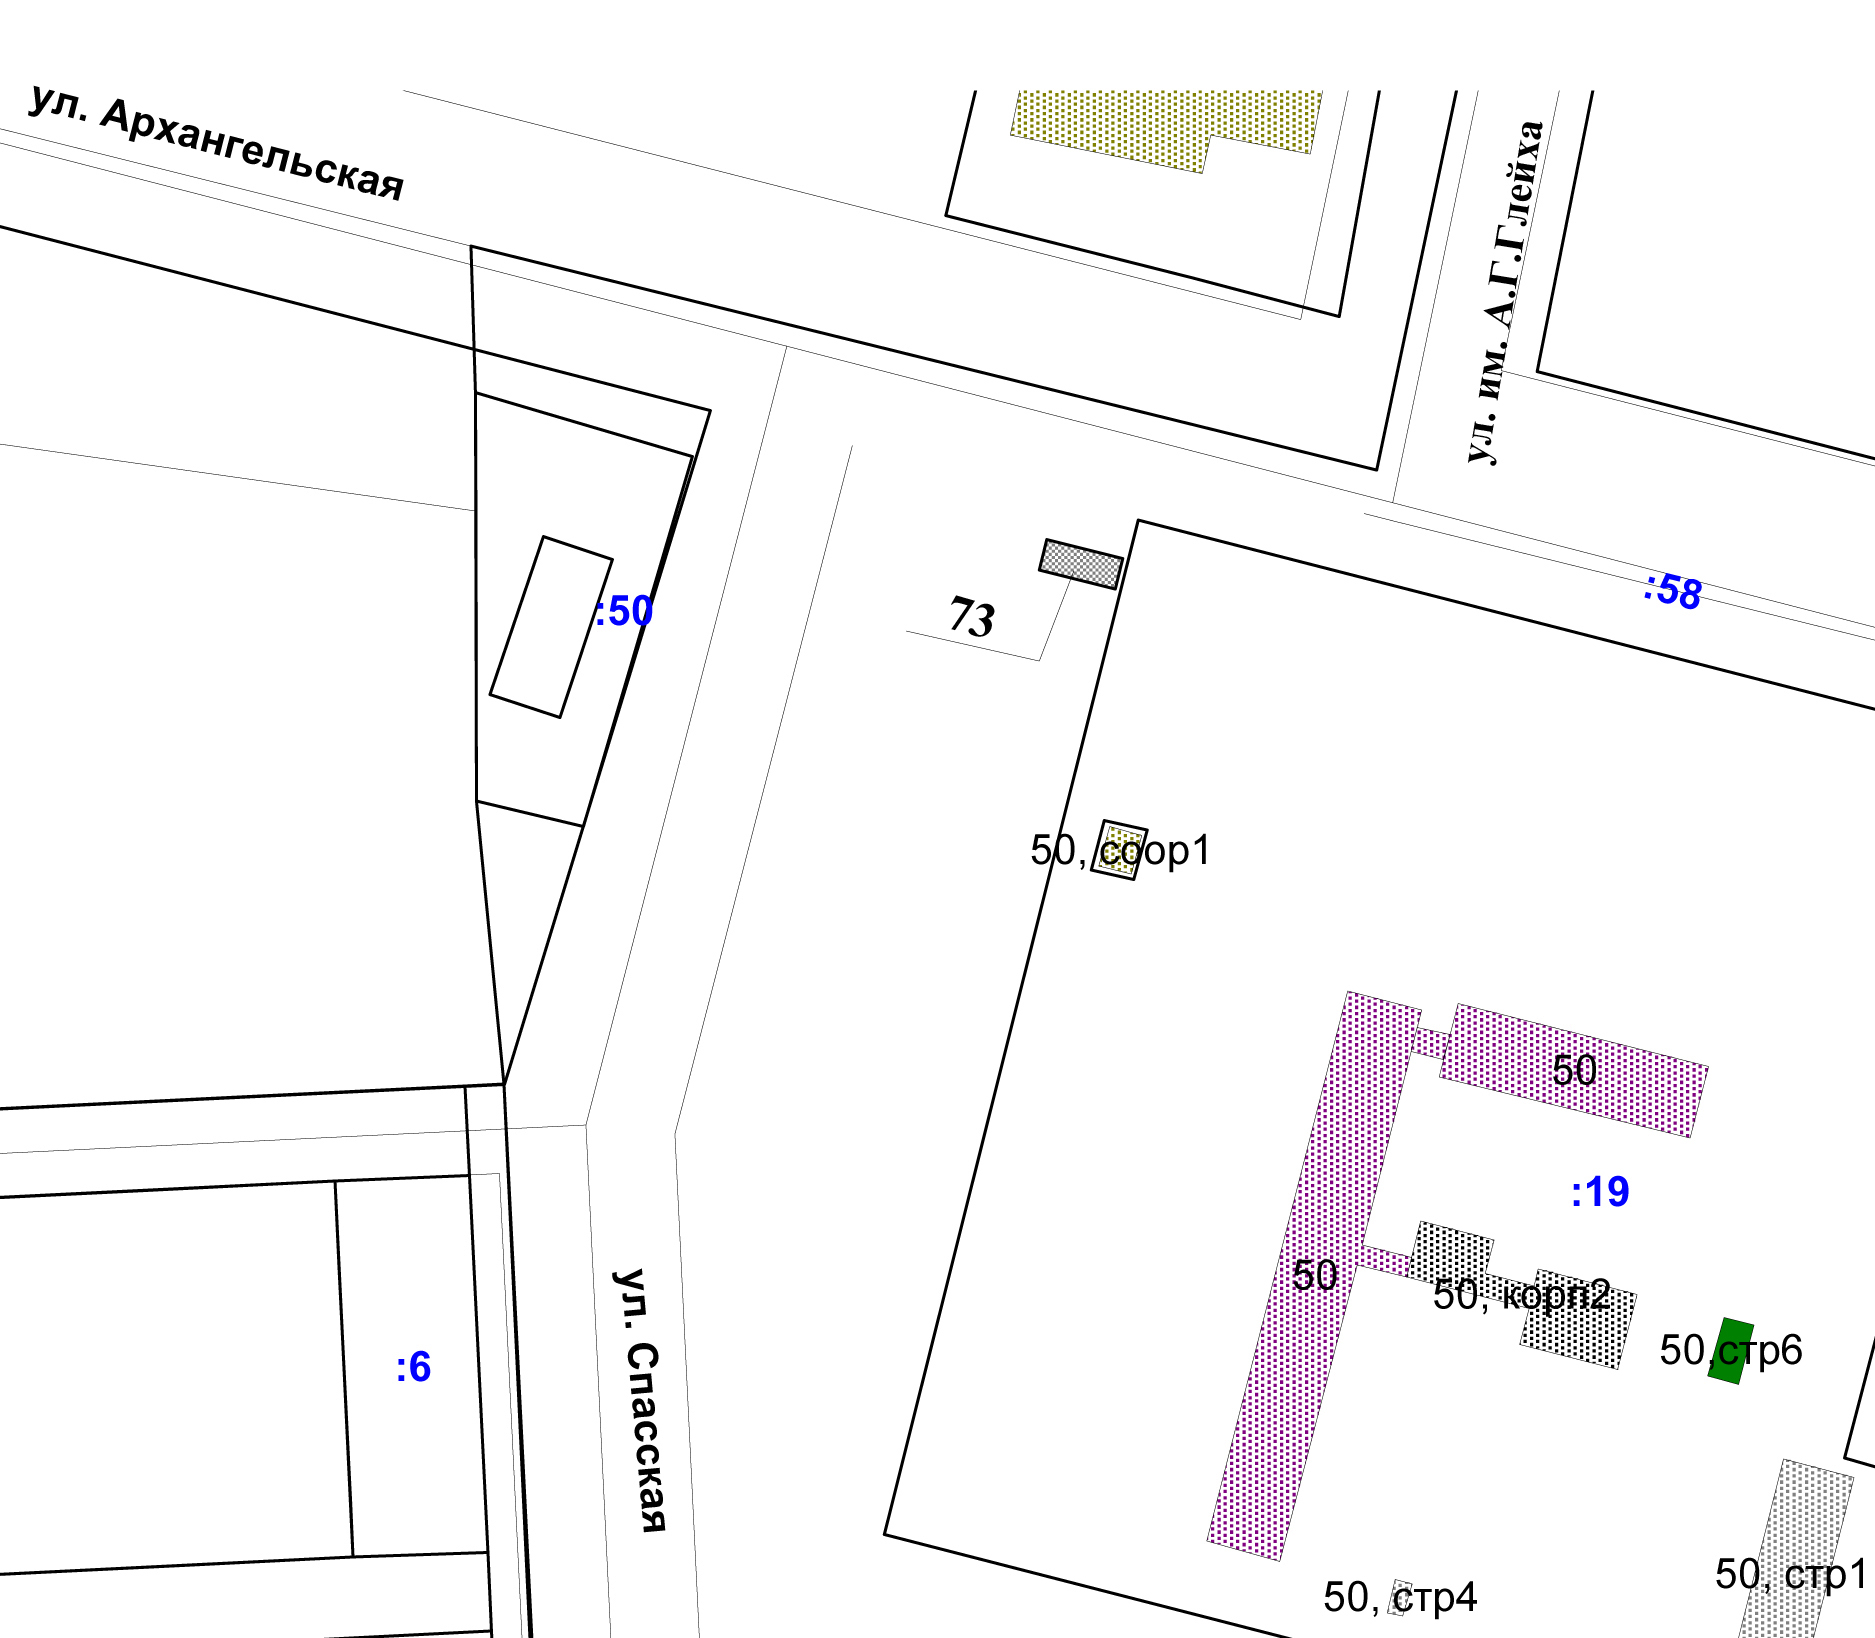 ул. Архангельская
ул. им. А.Г.Глейха
:58
:50
73
50, соор1
50
:19
50
50, корп2
50,стр6
:6
ул. Спасская
50, стр4
50, стр1